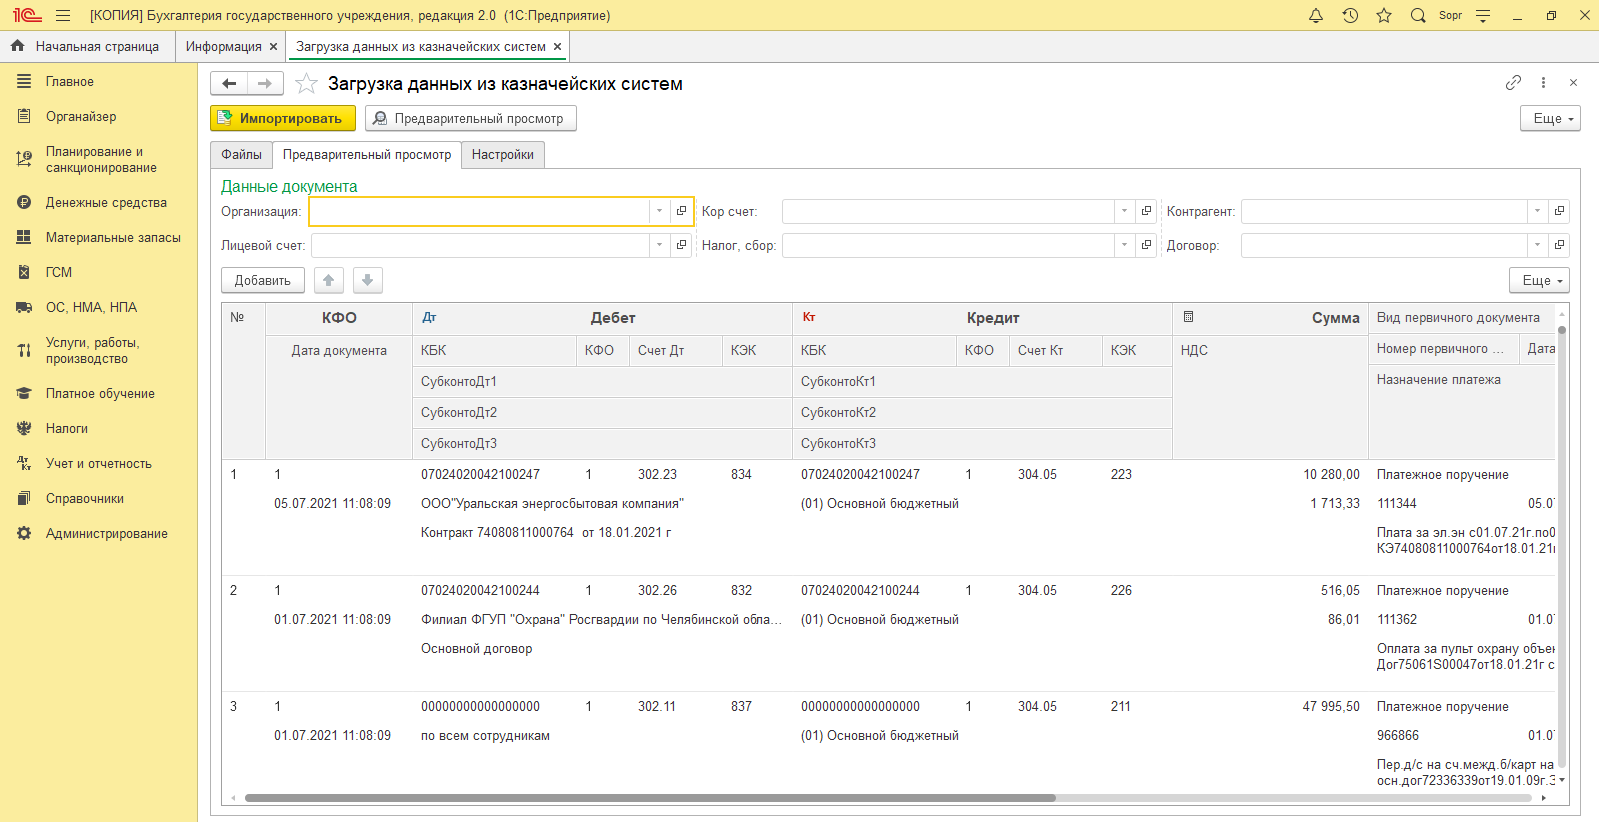 1С [КОПИЯ] Бухгалтерия государственного учреждения, редакция 2.0 (1С:Предприятие) Sopr
Начальная страница Информация × Загрузка данных из казначейских систем ×
Главное
Органайзер
Планирование и
санкционирование
Денежные средства
Материальные запасы
ГСМ
ОС, НМА, НПА
Услуги, работы,
производство
Платное обучение
Налоги
Учет и отчетность
Справочники
Администрирование
Загрузка данных из казначейских систем
Импортировать Предварительный просмотр Еще
Файлы Предварительный просмотр Настройки
Данные документа
Организация: Кор счет: Контрагент:
Лицевой счет: Налог, сбор: Договор:
Добавить Еще
№ КФО Дт Дебет Кт Кредит Сумма Вид первичного документа
Дата документа КБК КФО Счет Дт КЭК КБК КФО Счет Кт КЭК НДС Номер первичного ... Дата
СубконтоДт1 СубконтоКт1 Назначение платежа
СубконтоДт2 СубконтоКт2
СубконтоДт3 СубконтоКт3
1 1 07024020042100247 1 302.23 834 07024020042100247 1 304.05 223 10 280,00 Платежное поручение
05.07.2021 11:08:09 ООО"Уральская энергосбытовая компания" (01) Основной бюджетный 1 713,33 111344 05.0
Контракт 74080811000764 от 18.01.2021 г Плата за эл.эн с01.07.21г.по0
КЭ74080811000764от18.01.21
2 1 07024020042100244 1 302.26 832 07024020042100244 1 304.05 226 516,05 Платежное поручение
01.07.2021 11:08:09 Филиал ФГУП "Охрана" Росгвардии по Челябинской обла... (01) Основной бюджетный 86,01 111362 01.0
Основной договор Оплата за пульт охрану объе
Дог75061S00047от18.01.21г с
3 1 00000000000000000 1 302.11 837 00000000000000000 1 304.05 211 47 995,50 Платежное поручение
01.07.2021 11:08:09 по всем сотрудникам (01) Основной бюджетный 966866 01.0
Пер.д/с на сч.межд.б/карт на
осн.дог72336339от19.01.09г.